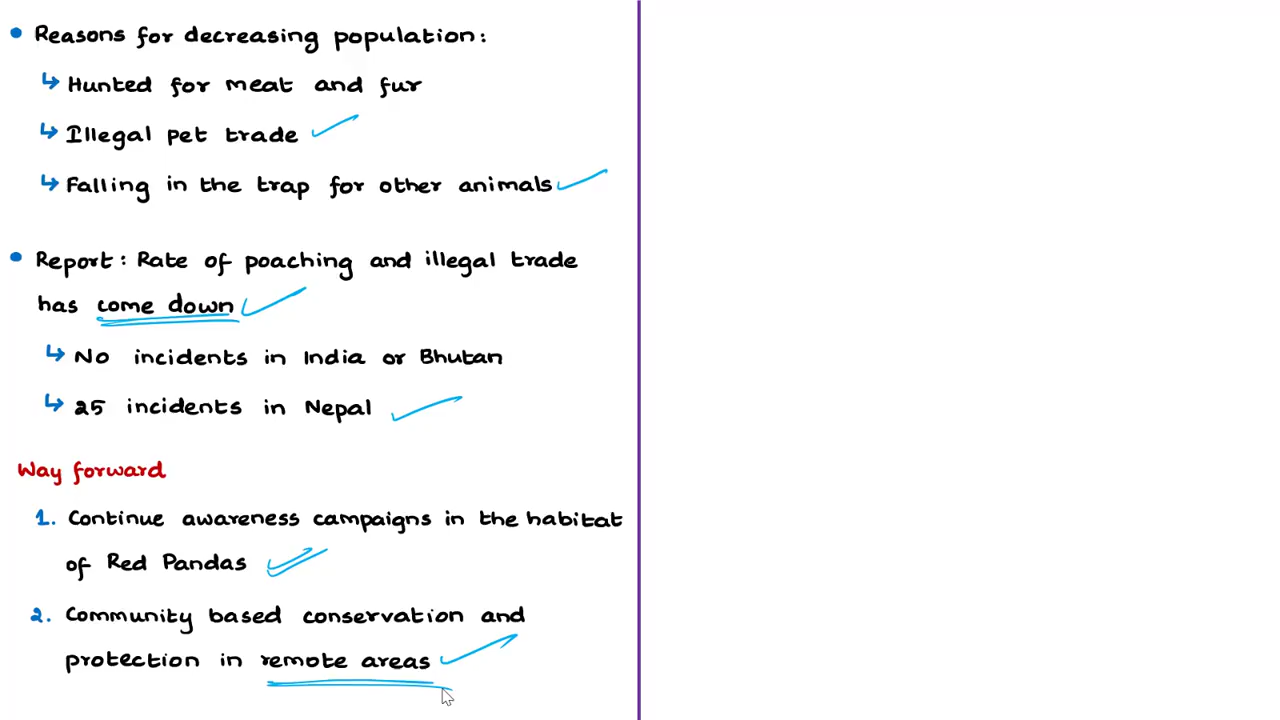 • Reasons for decreasing population:
↳ Hunted for meat and fur
↳ Illegal pet trade
↳ Falling in the trap for other animals
• Report: Rate of poaching and illegal trade
has come down
↳ No incidents in India or Bhutan
↳ 25 incidents in Nepal
Way forward
1. Continue awareness campaigns in the habitat
of Red Pandas
2. Community based conservation and
protection in remote areas